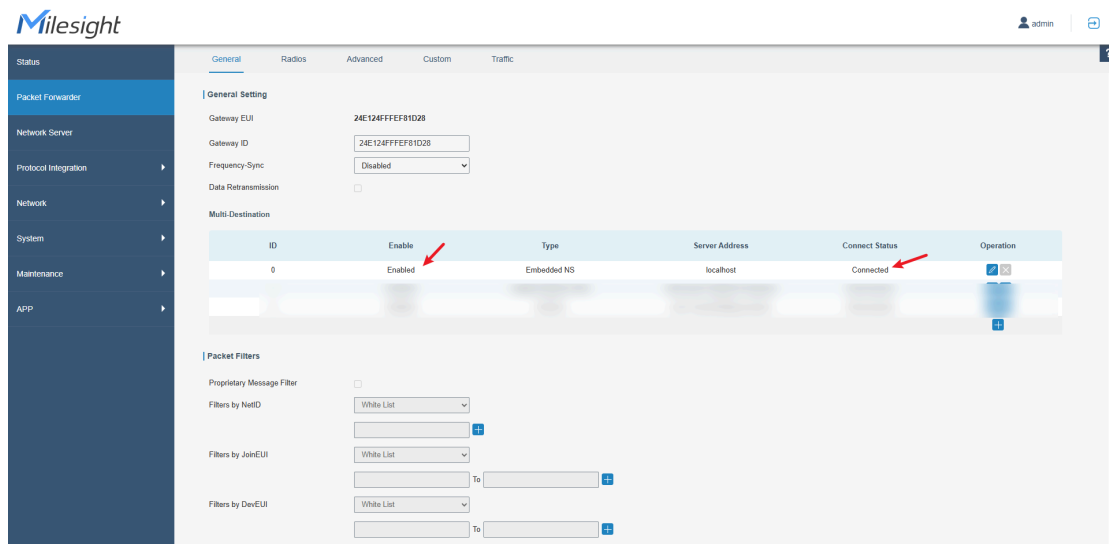 Milesight
admin
Status
Packet Forwarder
Network Server
Protocol Integration
Network
System
Maintenance
APP
General Radios Advanced Custom Traffic
General Setting
Gateway EUI 24E124FFFEF81D28
Gateway ID 24E124FFFEF81D28
Frequency-Sync Disabled
Data Retransmission
Multi-Destination
ID Enable Type Server Address Connect Status Operation
0 Enabled Embedded NS localhost Connected
Packet Filters
Proprietary Message Filter
Filters by NetID White List
Filters by JoinEUI White List
To
Filters by DevEUI White List
To